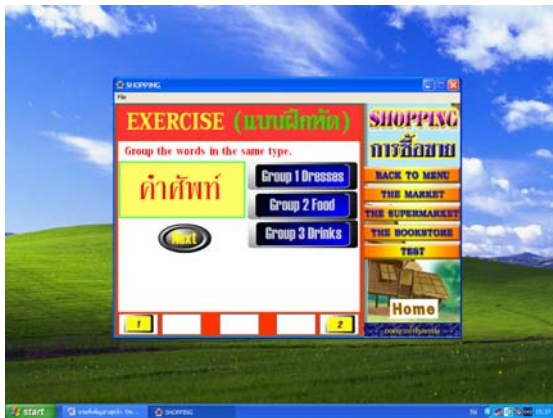 SHOPPING
File
EXERCISE (แบบฝึกหัด)
Group the words in the same type.
คำศัพท์
Next
Group 1 Dresses
Group 2 Food
Group 3 Drinks
1
2
SHOPPING
การซื้อขาย
BACK TO MENU
THE MARKET
THE SUPERMARKET
THE BOOKSTORE
TEST
Home
start
SHOPPING
15:37